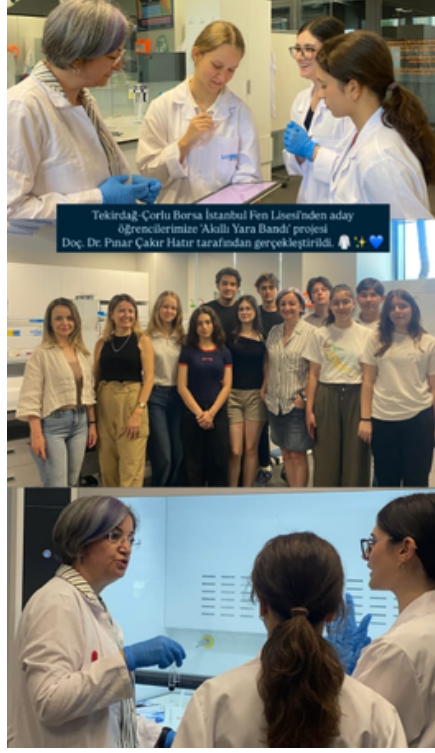 Tekirdağ-Çorlu Borsa İstanbul Fen Lisesi'nden aday
öğrencilerimize 'Akıllı Yara Bandı' projesi
Doç. Dr. Pınar Çakır Hatır tarafından gerçekleştirildi. 🥼✨💙